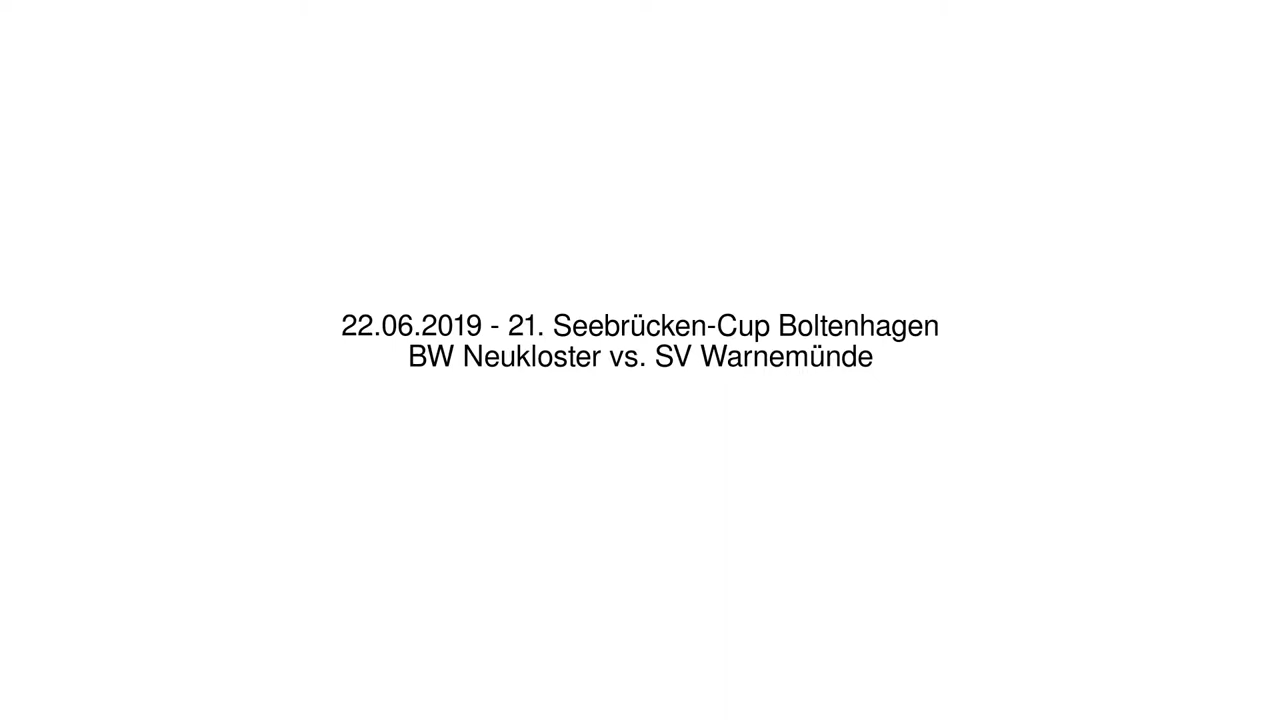 22.06.2019 - 21. Seebrücken-Cup Boltenhagen
BW Neukloster vs. SV Warnemünde